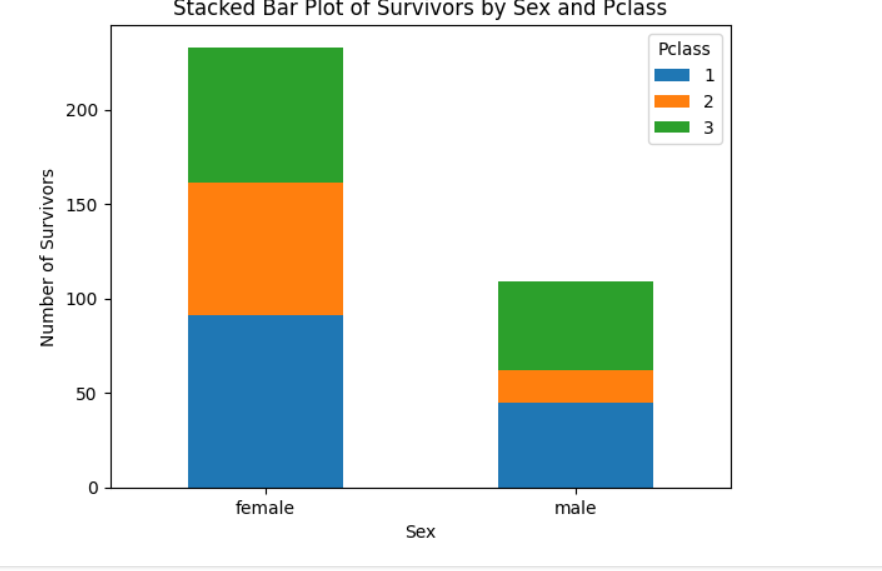 Stacked Bar Plot of Survivors by Sex and Pclass
Pclass
1
2
3
200
150
100
50
0
Number of Survivors
female male
Sex